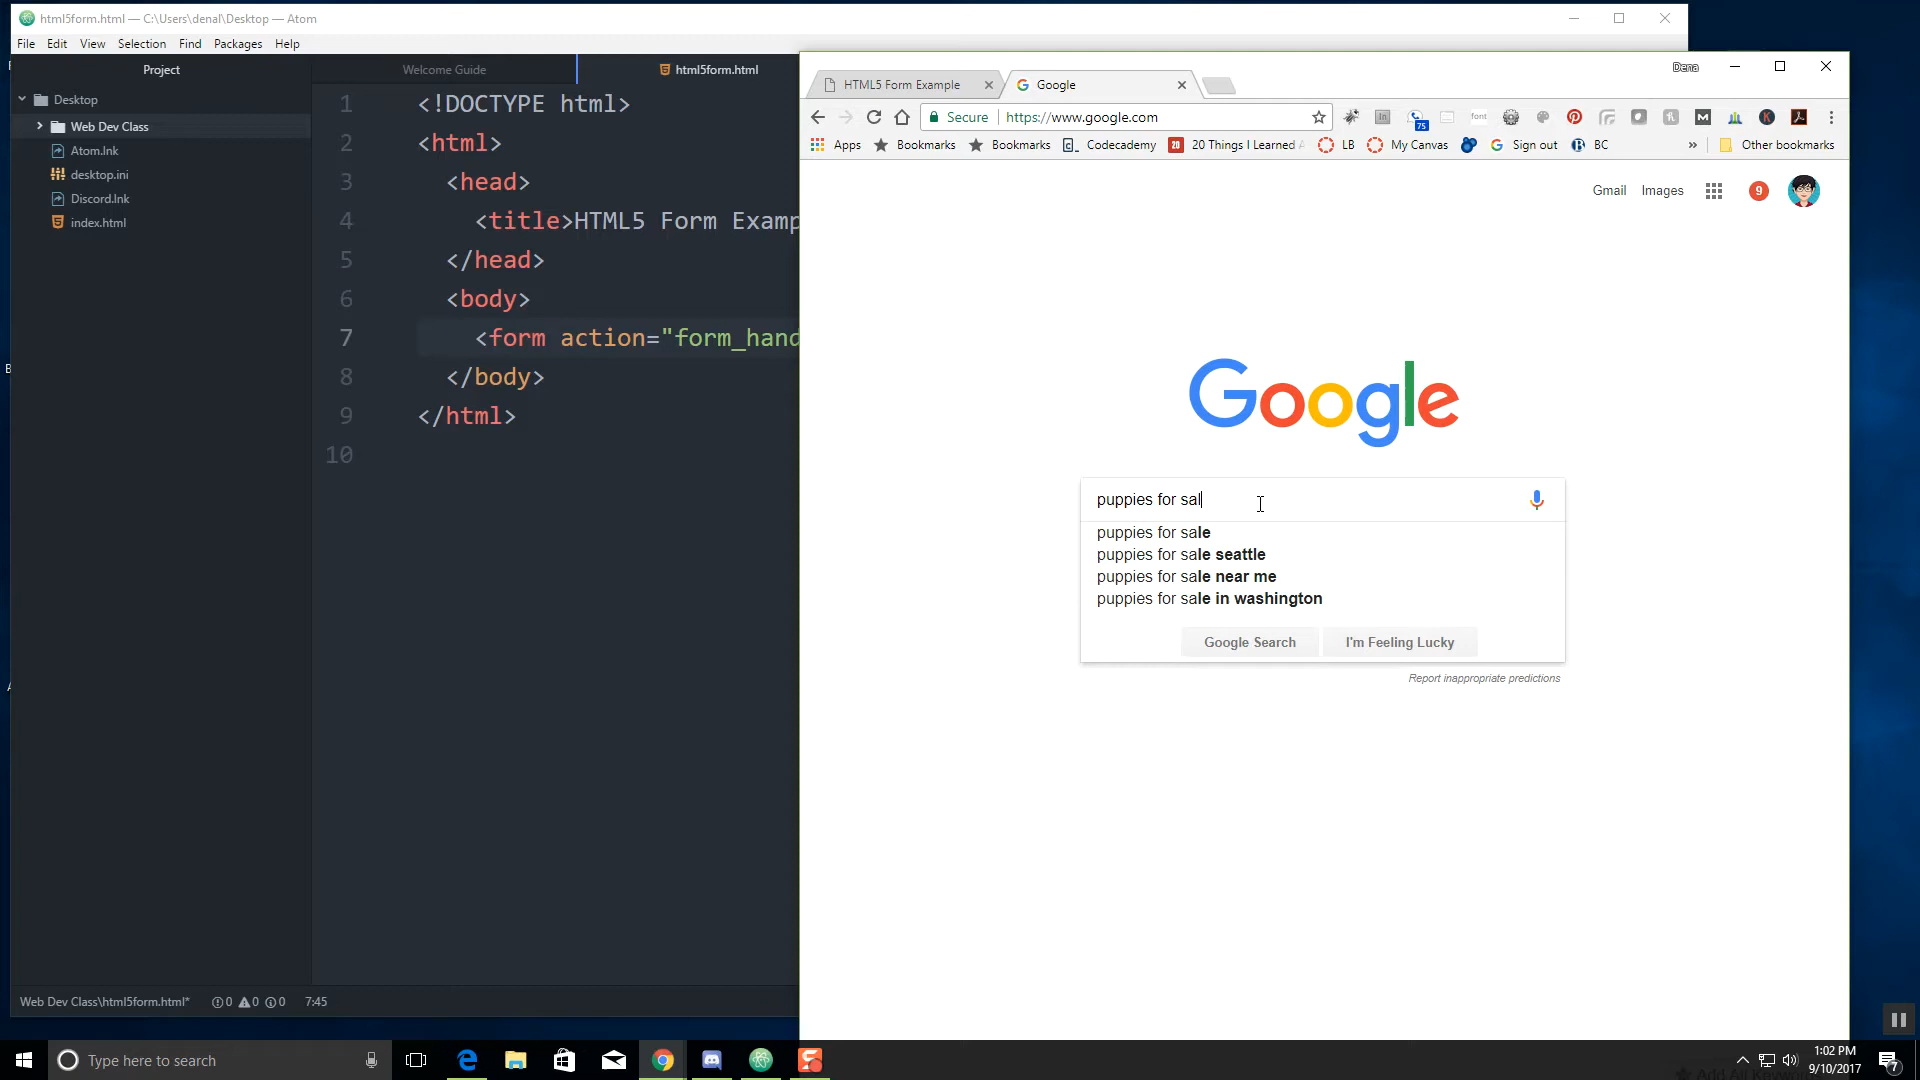 html5form.html — C:\Users\denal\Desktop — Atom
File Edit View Selection Find Packages Help
Project
Welcome Guide
html5form.html
Desktop
Web Dev Class
Atom.lnk
desktop.ini
Discord.lnk
index.html
1 <!DOCTYPE html>
2 <html>
3 <head>
4 <title>HTML5 Form Examp
5 </head>
6 <body>
7 <form action="form_hand
8 </body>
9 </html>
10
Web Dev Class\html5form.html* 0 0 0 7:45
Dena
HTML5 Form Example
Google
Secure https://www.google.com
75
font
Apps Bookmarks Bookmarks Codecademy 20 Things I Learned LB My Canvas Sign out BC » Other bookmarks
Gmail Images 9
Google
puppies for sal
puppies for sale
puppies for sale seattle
puppies for sale near me
puppies for sale in washington
Google Search I'm Feeling Lucky
Report inappropriate predictions
Type here to search
1:02 PM
9/10/2017
7